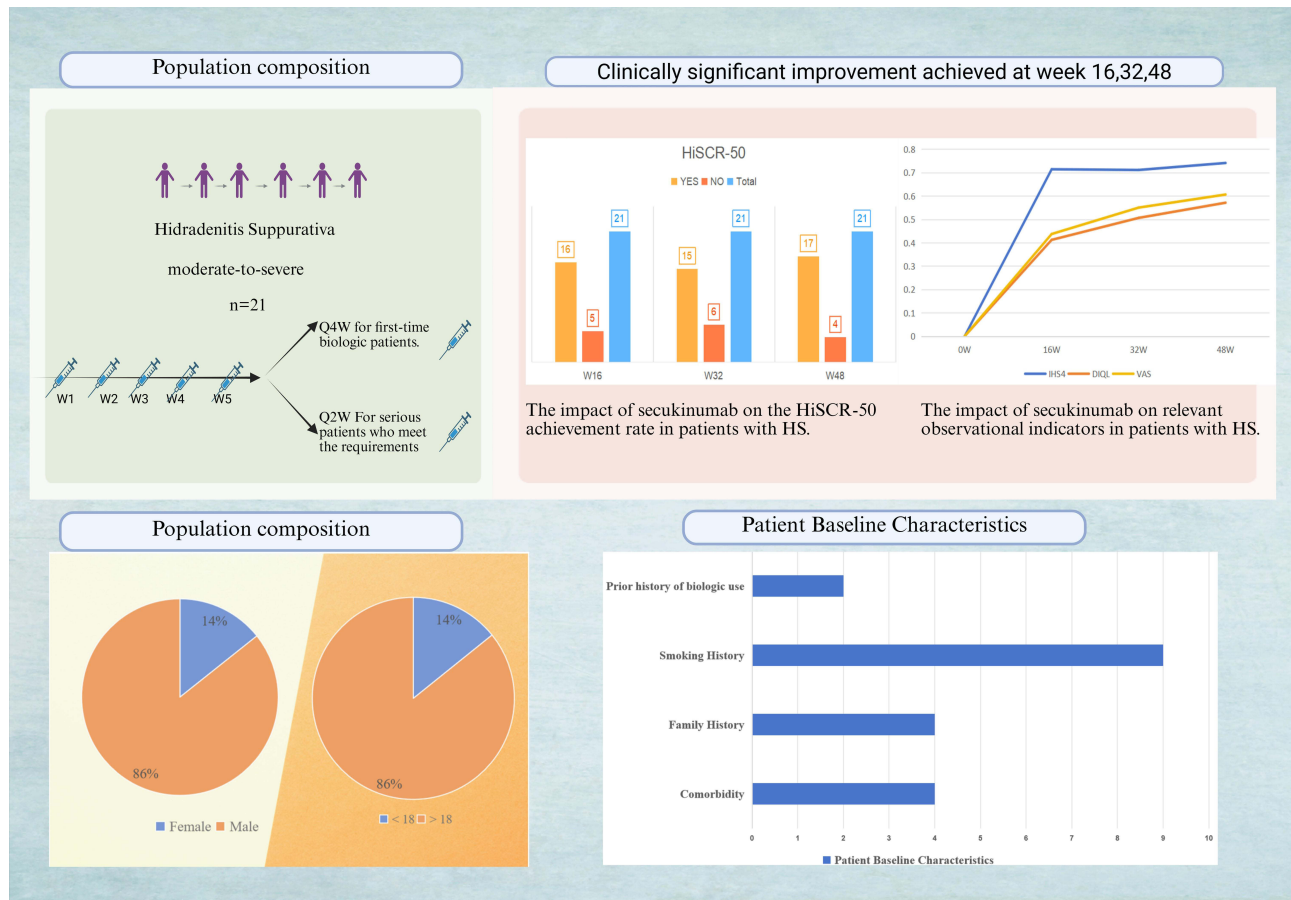 Population composition
Hidradenitis Suppurativa
moderate-to-severe
n=21
Q4W for first-time
biologic patients.
W1 W2 W3 W4 W5
Q2W For serious
patients who meet
the requirements
Clinically significant improvement achieved at week 16,32,48
HiSCR-50
YES NO Total
16 5 21
15 6 21
17 4 21
W16 W32 W48
The impact of secukinumab on the HiSCR-50
achievement rate in patients with HS.
0.8
0.7
0.6
0.5
0.4
0.3
0.2
0.1
0
0W 16W 32W 48W
IHS4 DIQL VAS
The impact of secukinumab on relevant
observational indicators in patients with HS.
Population composition
14%
86%
Female Male
14%
86%
< 18 > 18
Patient Baseline Characteristics
Prior history of biologic use
Smoking History
Family History
Comorbidity
0 1 2 3 4 5 6 7 8 9 10
Patient Baseline Characteristics